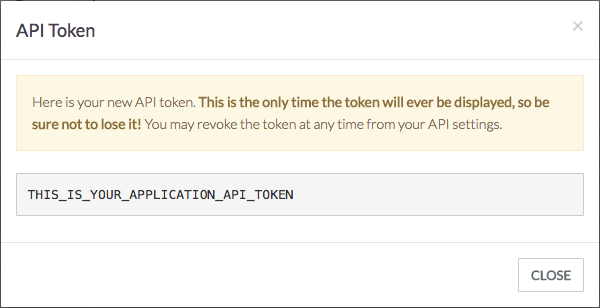 API Token
×
Here is your new API token. This is the only time the token will ever be displayed, so be
sure not to lose it! You may revoke the token at any time from your API settings.
THIS_IS_YOUR_APPLICATION_API_TOKEN
CLOSE